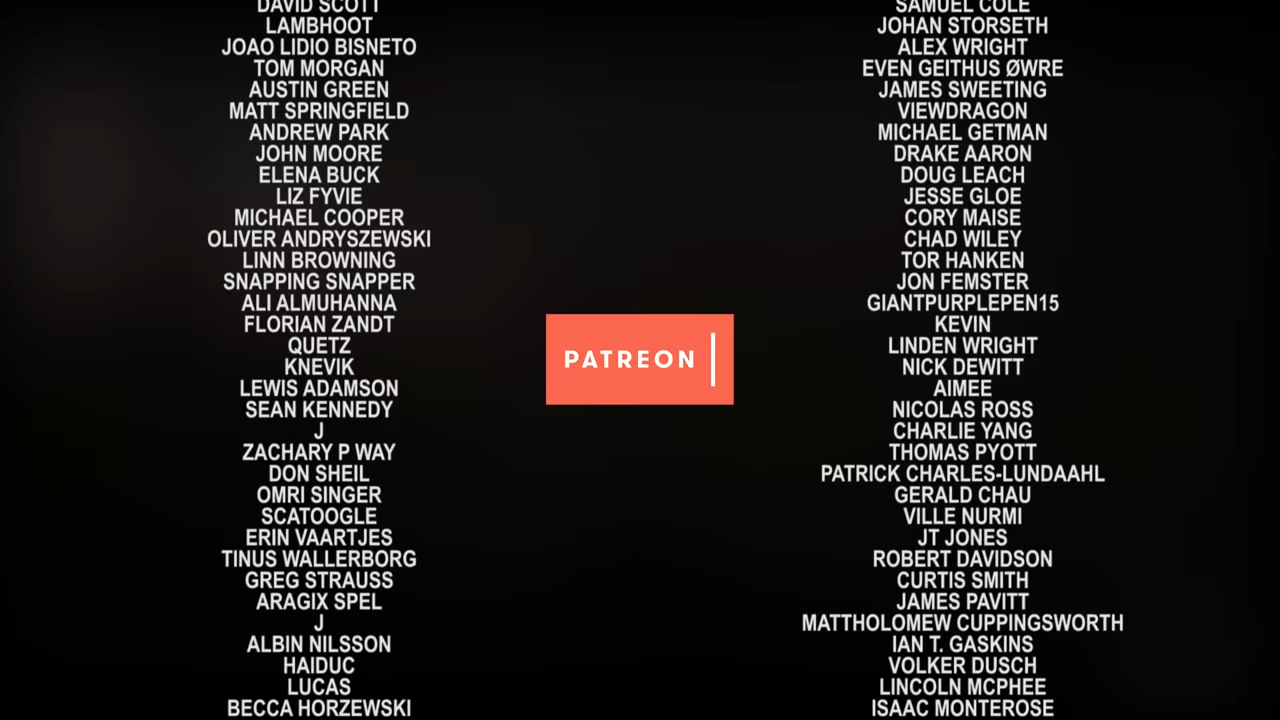 DAVID SCOTT
LAMBHOOT
JOAO LIDIO BISNETO
TOM MORGAN
AUSTIN GREEN
MATT SPRINGFIELD
ANDREW PARK
JOHN MOORE
ELENA BUCK
LIZ FYVIE
MICHAEL COOPER
OLIVER ANDRYSZEWSKI
LINN BROWNING
SNAPPING SNAPPER
ALI ALMUHANNA
FLORIAN ZANDT
QUETZ
KNEVIK
LEWIS ADAMSON
SEAN KENNEDY
J
ZACHARY P WAY
DON SHEIL
OMRI SINGER
SCATOOGLE
ERIN VAARTJES
TINUS WALLERBORG
GREG STRAUSS
ARAGIX SPEL
J
ALBIN NILSSON
HAIDUC
LUCAS
BECCA HORZEWSKI
PATREON
SAMUEL COLE
JOHAN STORSETH
ALEX WRIGHT
EVEN GEITHUS ØWRE
JAMES SWEETING
VIEWDRAGON
MICHAEL GETMAN
DRAKE AARON
DOUG LEACH
JESSE GLOE
CORY MAISE
CHAD WILEY
TOR HANKEN
JON FEMSTER
GIANTPURPLEPEN15
KEVIN
LINDEN WRIGHT
NICK DEWITT
AIMEE
NICOLAS ROSS
CHARLIE YANG
THOMAS PYOTT
PATRICK CHARLES-LUNDAAHL
GERALD CHAU
VILLE NURMI
JT JONES
ROBERT DAVIDSON
CURTIS SMITH
JAMES PAVITT
MATTHOLOMEW CUPPINGSWORTH
IAN T. GASKINS
VOLKER DUSCH
LINCOLN MCPHEE
ISAAC MONTEROSE